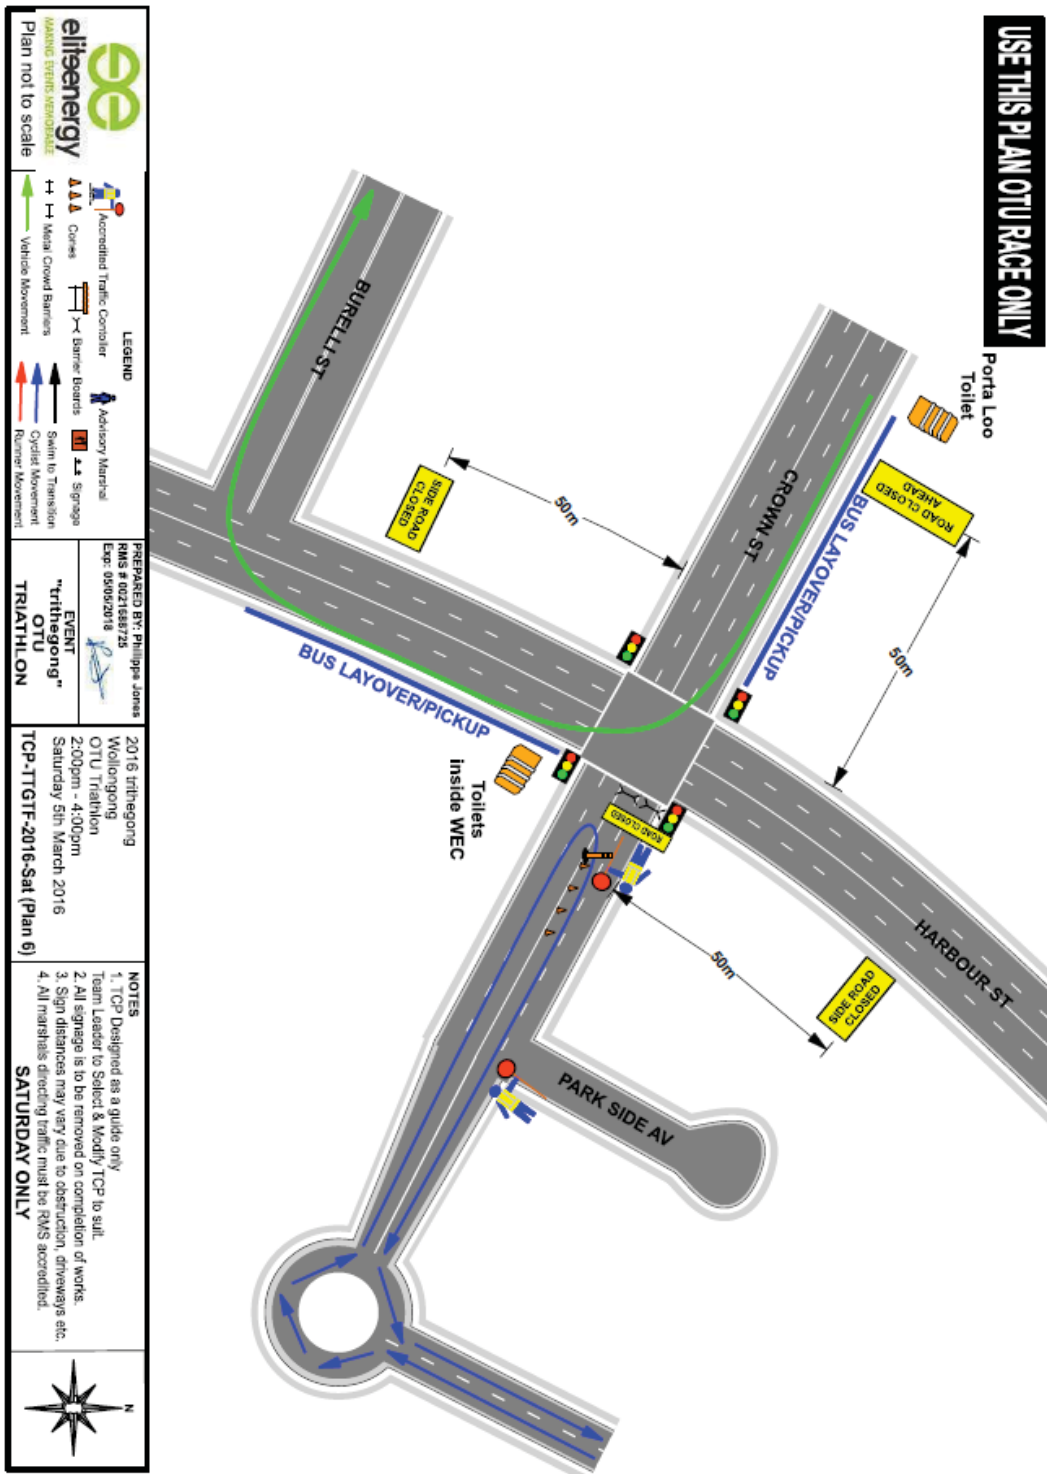 USE THIS PLAN OTU RACE ONLY
Porta Loo
Toilet
ROAD CLOSED
AHEAD
BUS LAYOVER/PICKUP
50m
CROWN ST
50m
SIDE ROAD
CLOSED
BURELLI ST
BUS LAYOVER/PICKUP
Toilets
inside WEC
ROAD CLOSED
HARBOUR ST
SIDE ROAD
CLOSED
50m
PARK SIDE AV
eliteenergy
MAKING EVENTS MEMORABLE
Plan not to scale
LEGEND
Accredited Traffic Contoller
Advisory Marshal
Cones
Barrier Boards
Signage
Metal Crowd Barriers
Swim to Transition
Cyclist Movement
Vehicle Movement
Runner Movement
PREPARED BY: Philippe Jones
RMS # 0021688725
Exp: 05/05/2018
EVENT
"trithegong"
OTU
TRIATHLON
2016 trithegong
Wollongong
OTU Triathlon
2:00pm - 4:00pm
Saturday 5th March 2016
TCP-TTGTF-2016-Sat (Plan 6)
NOTES
1. TCP Designed as a guide only
Team Leader to Select & Modify TCP to suit.
2. All signage is to be removed on completion of works.
3. Sign distances may vary due to obstruction, driveways etc.
4. All marshals directing traffic must be RMS accredited.
SATURDAY ONLY
N